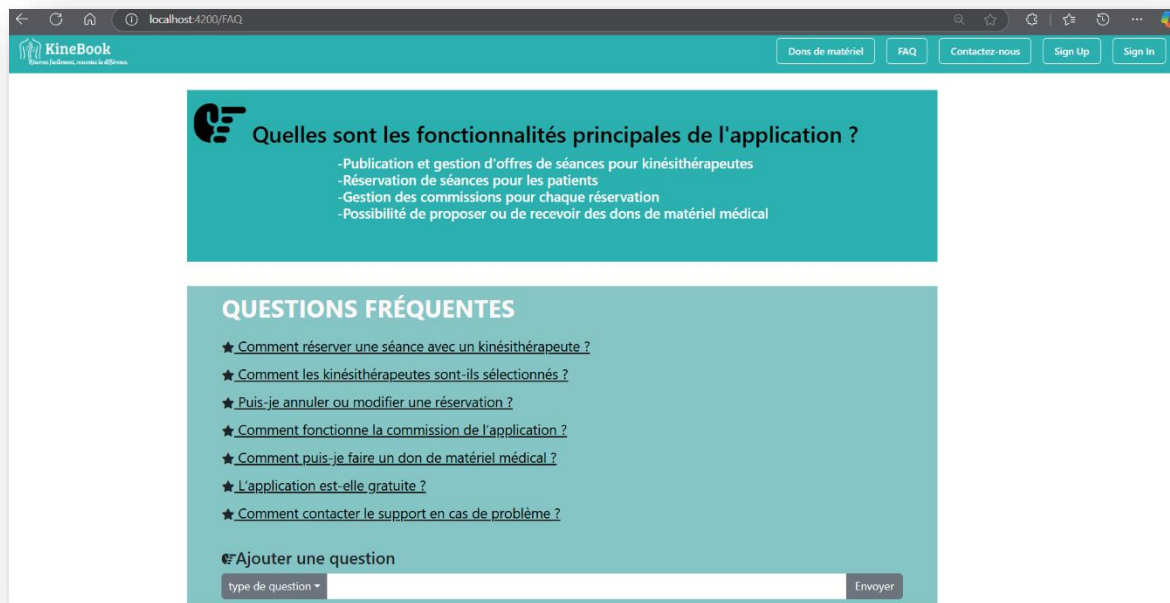 localhost:4200/FAQ
KineBook
Réservez facilement, ressentez la différence.
Dons de matériel
FAQ
Contactez-nous
Sign Up
Sign In
Quelles sont les fonctionnalités principales de l'application ?
-Publication et gestion d'offres de séances pour kinésithérapeutes
-Réservation de séances pour les patients
-Gestion des commissions pour chaque réservation
-Possibilité de proposer ou de recevoir des dons de matériel médical
QUESTIONS FRÉQUENTES
Comment réserver une séance avec un kinésithérapeute ?
Comment les kinésithérapeutes sont-ils sélectionnés ?
Puis-je annuler ou modifier une réservation ?
Comment fonctionne la commission de l'application ?
Comment puis-je faire un don de matériel médical ?
L'application est-elle gratuite ?
Comment contacter le support en cas de problème ?
Ajouter une question
type de question
Envoyer